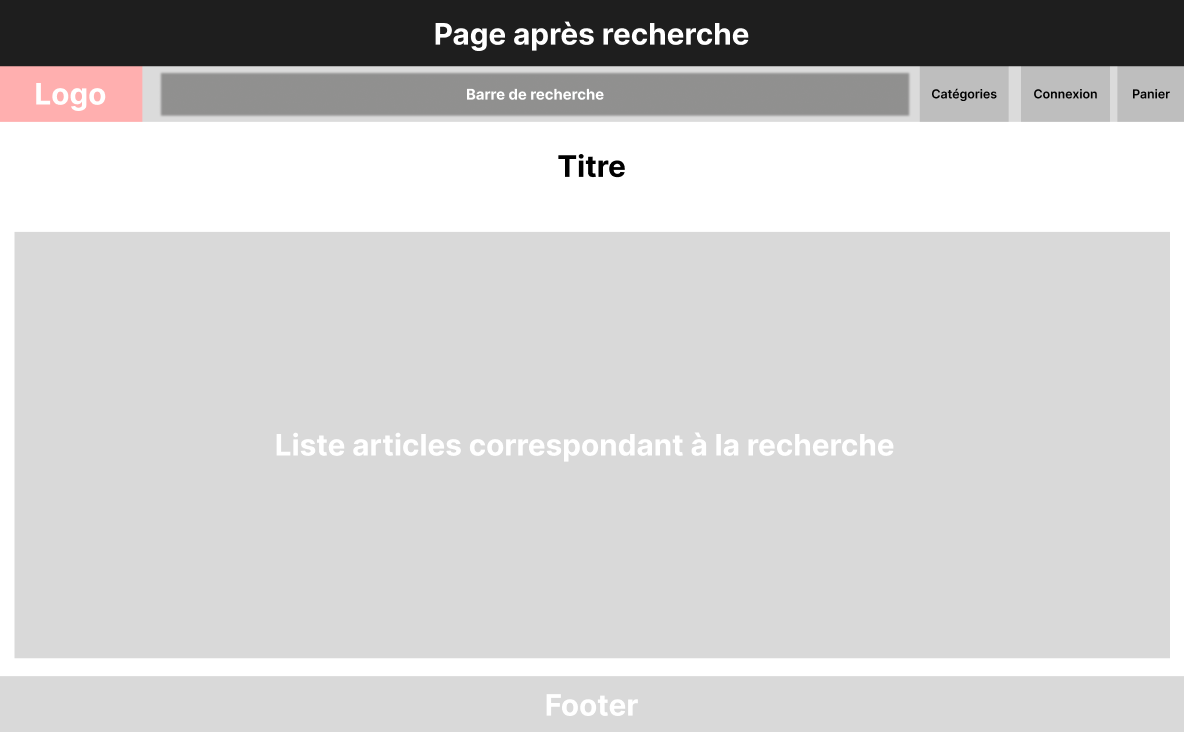 Page après recherche
Logo
Barre de recherche
Catégories
Connexion
Panier
Titre
Liste articles correspondant à la recherche
Footer